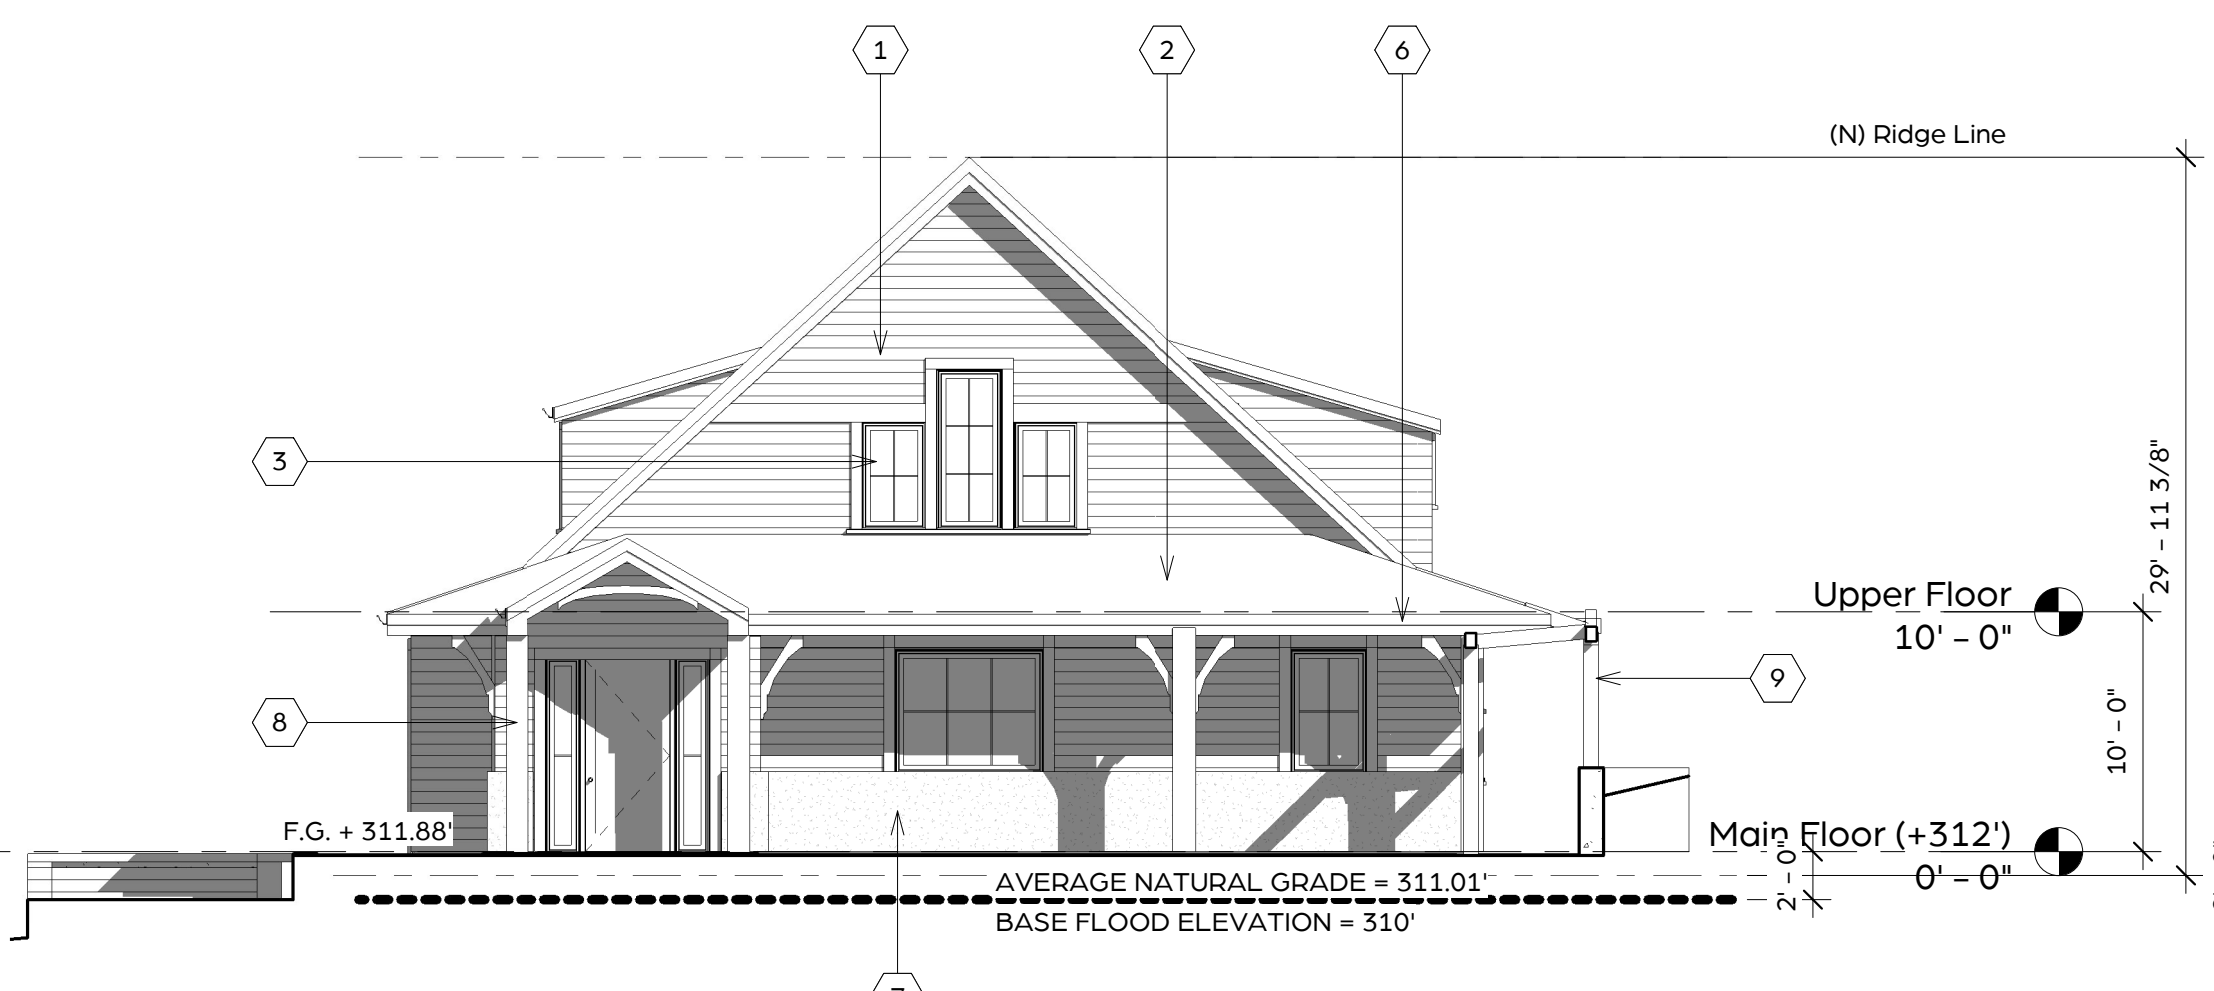 1
2
6
(N) Ridge Line
3
29' - 11 3/8"
Upper Floor
10' - 0"
9
8
10' - 0"
F.G. + 311.88'
Main Floor (+312')
0' - 0"
2' - 0"
AVERAGE NATURAL GRADE = 311.01'
BASE FLOOD ELEVATION = 310'